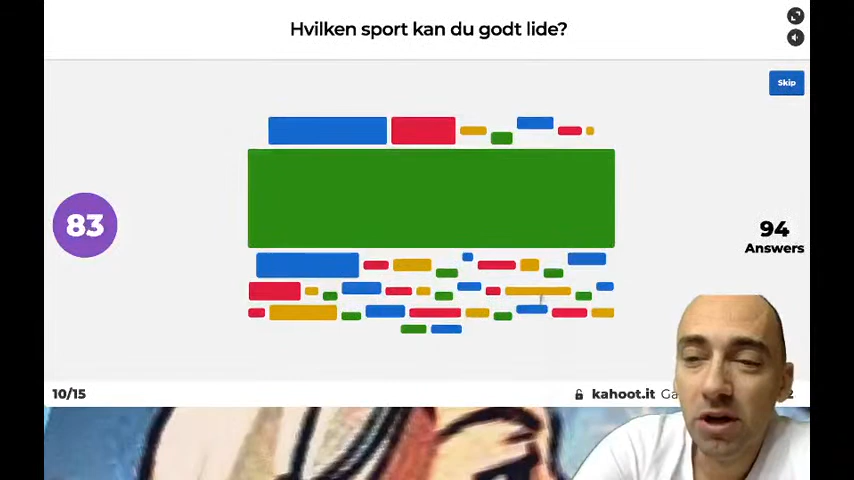 Hvilken sport kan du godt lide?
Skip
83
94
Answers
10/15
kahoot.it